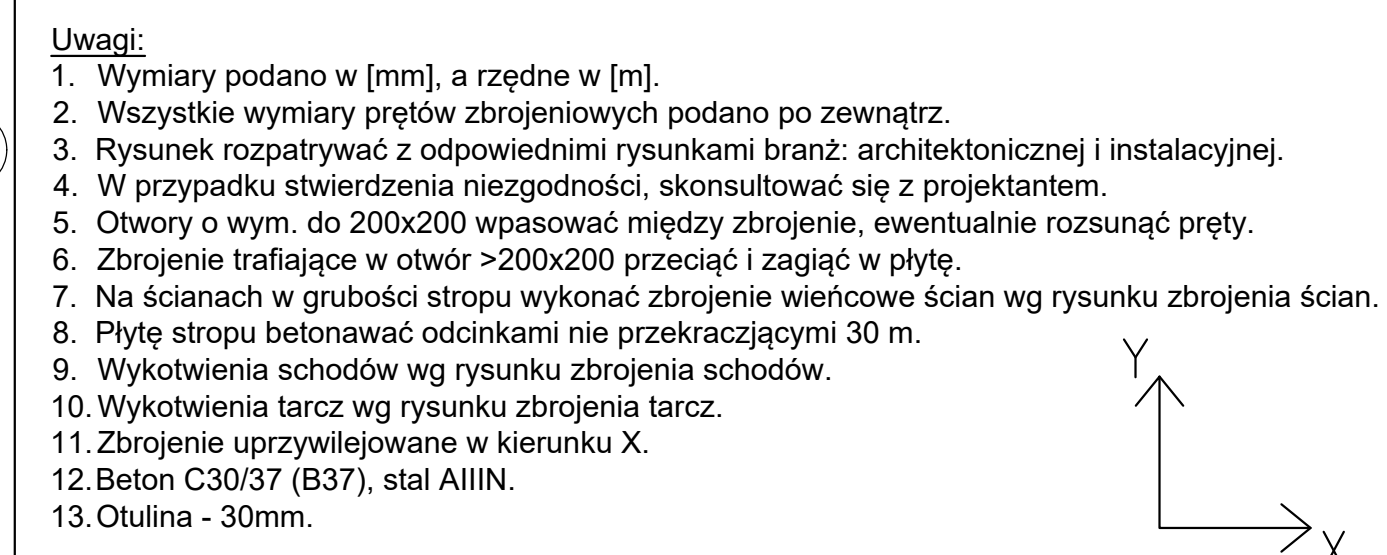 Uwagi:
1. Wymiary podano w [mm], a rzędne w [m].
2. Wszystkie wymiary prętów zbrojeniowych podano po zewnątrz.
3. Rysunek rozpatrywać z odpowiednimi rysunkami branż: architektonicznej i instalacyjnej.
4. W przypadku stwierdzenia niezgodności, skonsultować się z projektantem.
5. Otwory o wym. do 200x200 wpasować między zbrojenie, ewentualnie rozsunąć pręty.
6. Zbrojenie trafiające w otwór >200x200 przeciąć i zagiąć w płytę.
7. Na ścianach w grubości stropu wykonać zbrojenie wieńcowe ścian wg rysunku zbrojenia ścian.
8. Płytę stropu betonawać odcinkami nie przekraczjącymi 30 m.
9. Wykotwienia schodów wg rysunku zbrojenia schodów.
10. Wykotwienia tarcz wg rysunku zbrojenia tarcz.
11. Zbrojenie uprzywilejowane w kierunku X.
12. Beton C30/37 (B37), stal AIIIN.
13. Otulina - 30mm.
Y
X